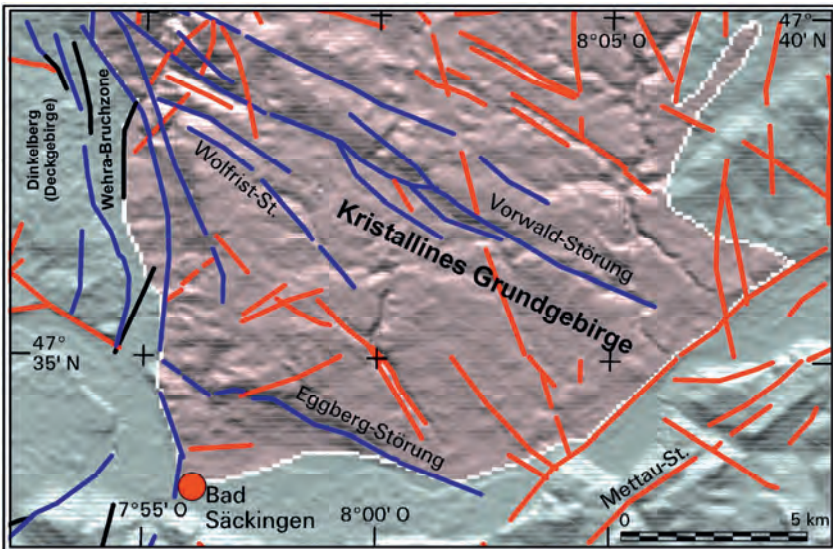 8°05' O
47°
40' N
Dinkelberg
(Deckgebirge)
Wehra-Bruchzone
Wolfrist-St.
Vorwald-Störung
Kristallines Grundgebirge
47°
35' N
Eggberg-Störung
Mettau-St.
Bad
Säckingen
7°55' O
8°00' O
0 5 km